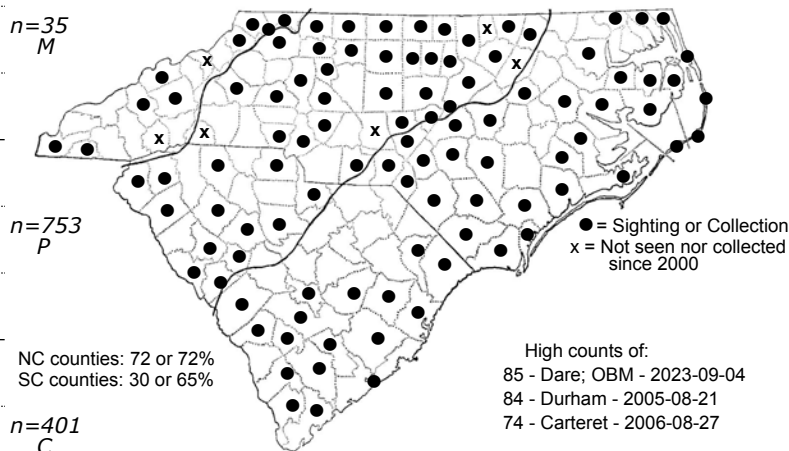 n=35
M
n=753
P
n=401
C
● = Sighting or Collection
x = Not seen nor collected
since 2000
NC counties: 72 or 72%
SC counties: 30 or 65%
High counts of:
85 - Dare; OBM - 2023-09-04
84 - Durham - 2005-08-21
74 - Carteret - 2006-08-27
x
x
x
x
x
x